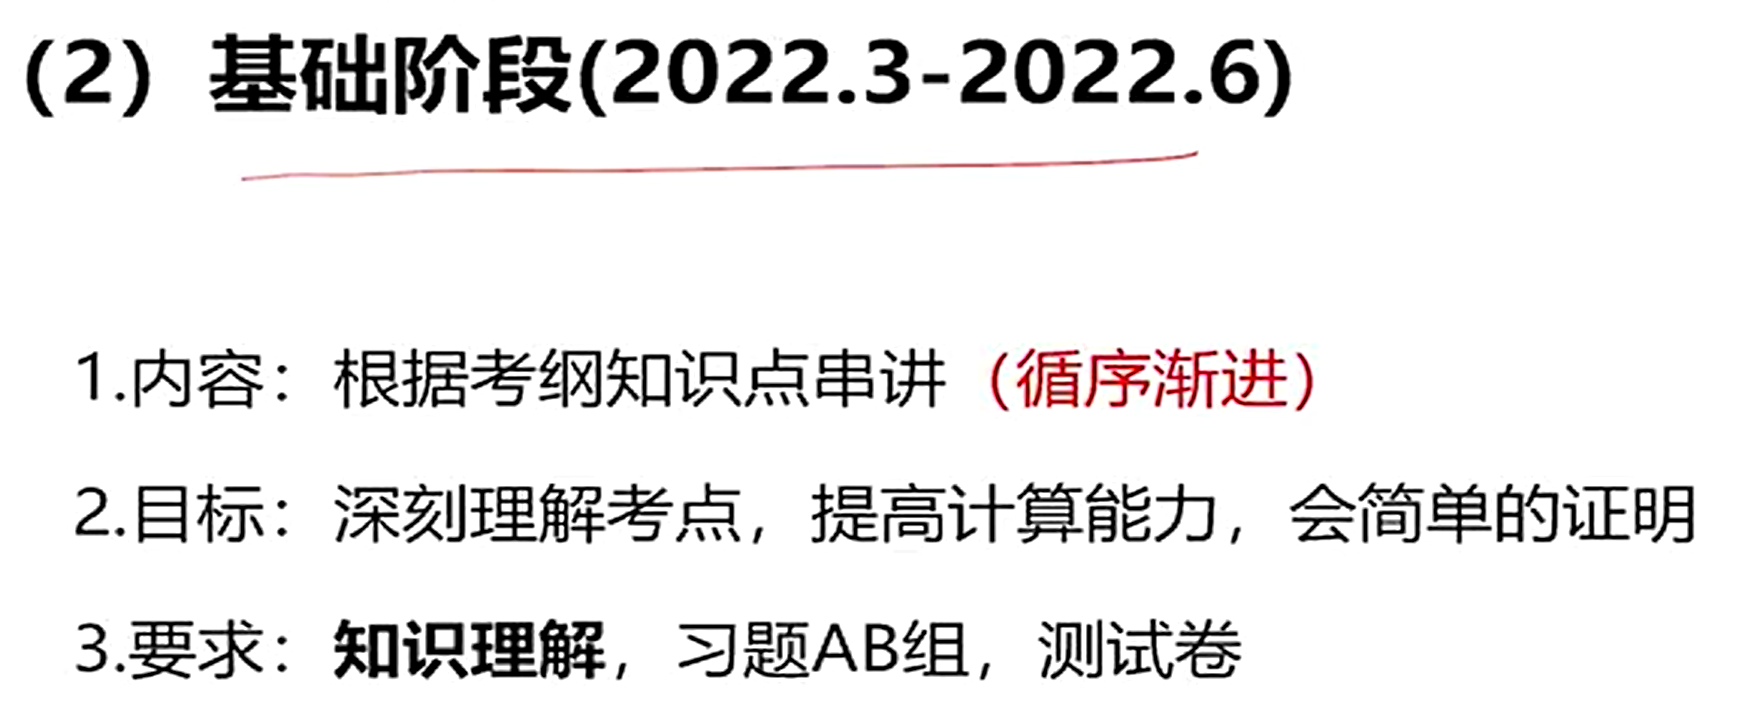 （2）基础阶段(2022.3-2022.6)
1.内容：根据考纲知识点串讲（循序渐进）
2.目标：深刻理解考点，提高计算能力，会简单的证明
3.要求：知识理解，习题AB组，测试卷